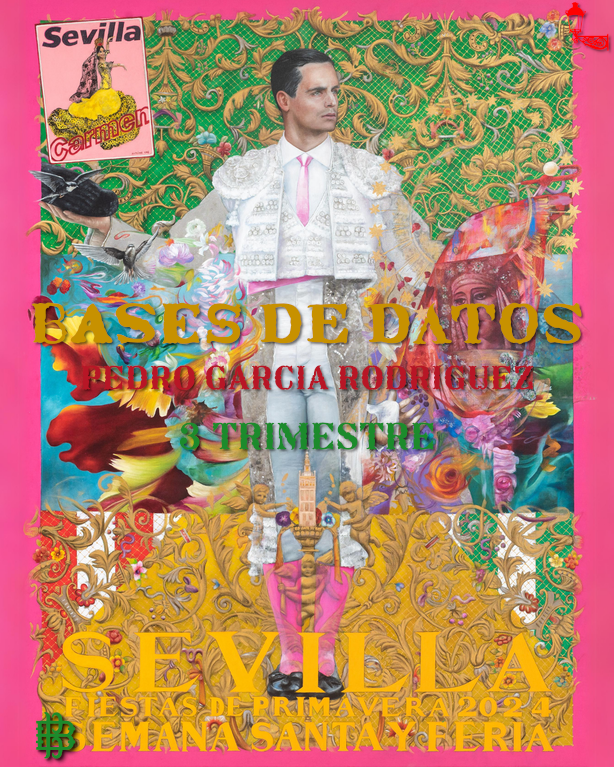 Sevilla
Carmen
BASES DE DATOS
PEDRO GARCIA RODRIGUEZ
3 TRIMESTRE
SEVILLA
FIESTAS DE PRIMAVERA 2024
SEMANA SANTA Y FERIA